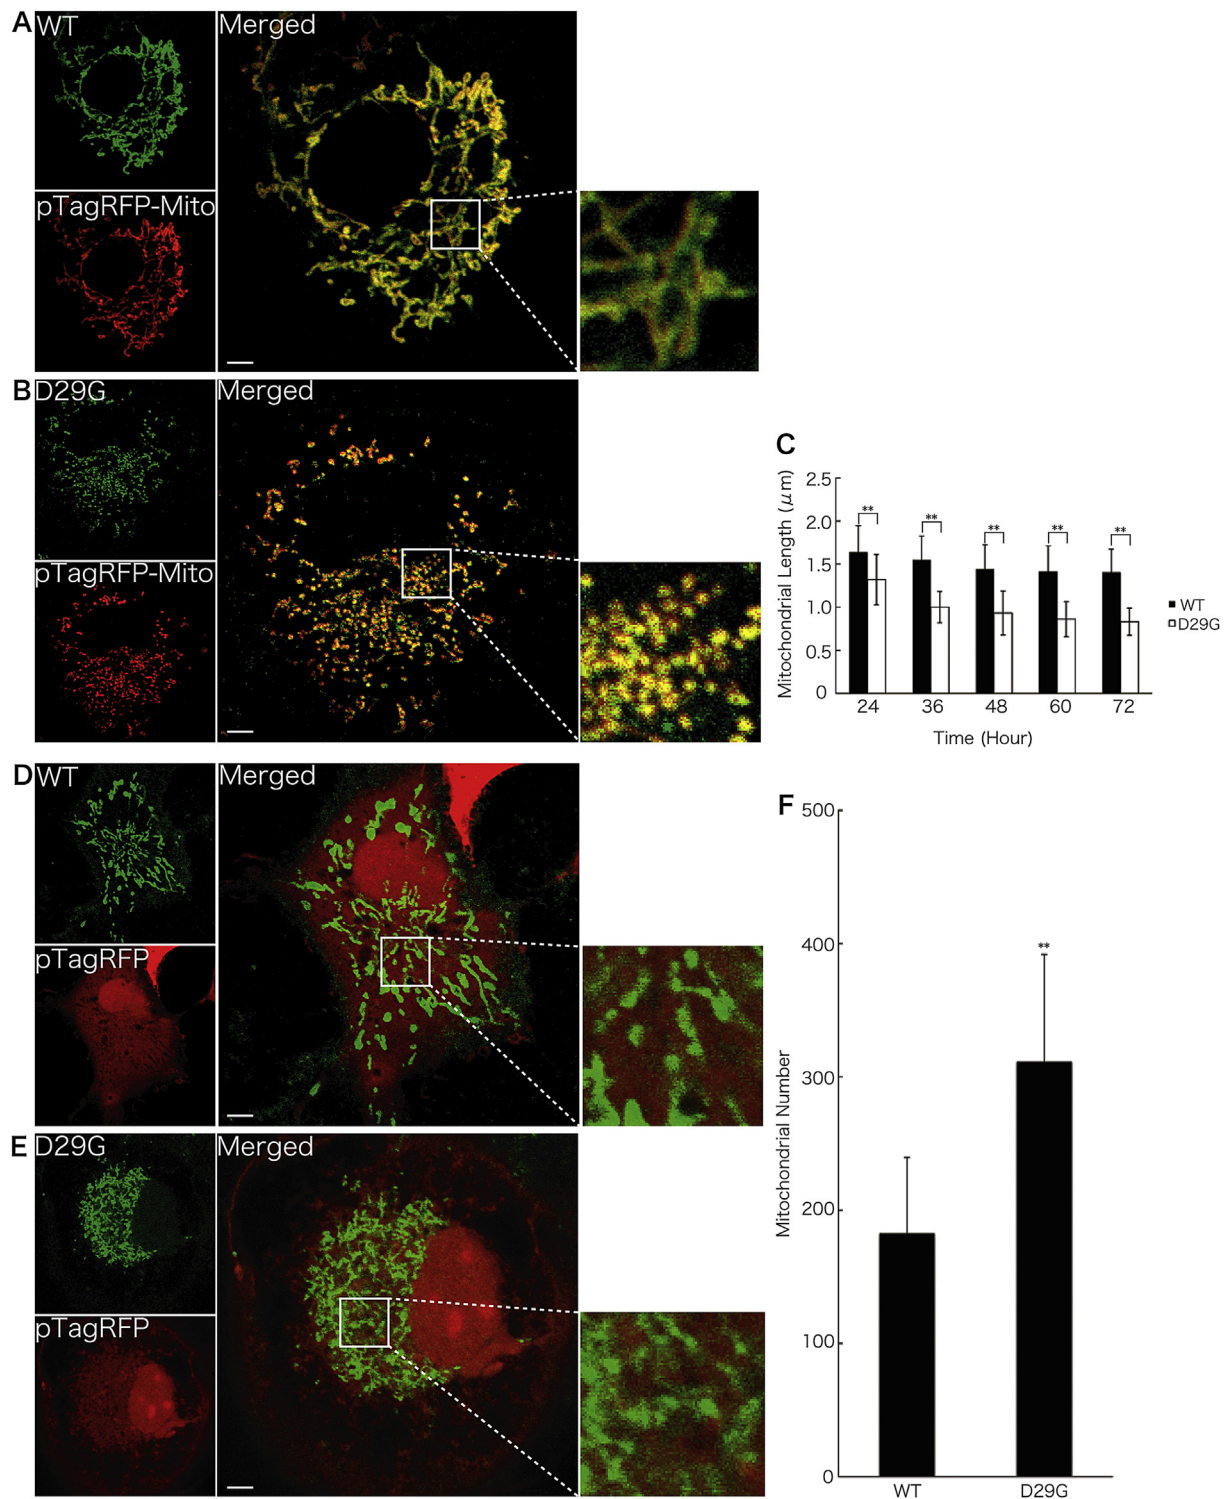 A
WT
Merged
pTagRFP-Mito
B
D29G
Merged
pTagRFP-Mito
C
Mitochondrial Length (μm)
2.5
2.0
1.5
1.0
0.5
0
** ** ** ** **
24 36 48 60 72
Time (Hour)
WT
D29G
D
WT
Merged
pTagRFP
E
D29G
Merged
pTagRFP
F
Mitochondrial Number
500
400
300
200
100
0
**
WT D29G